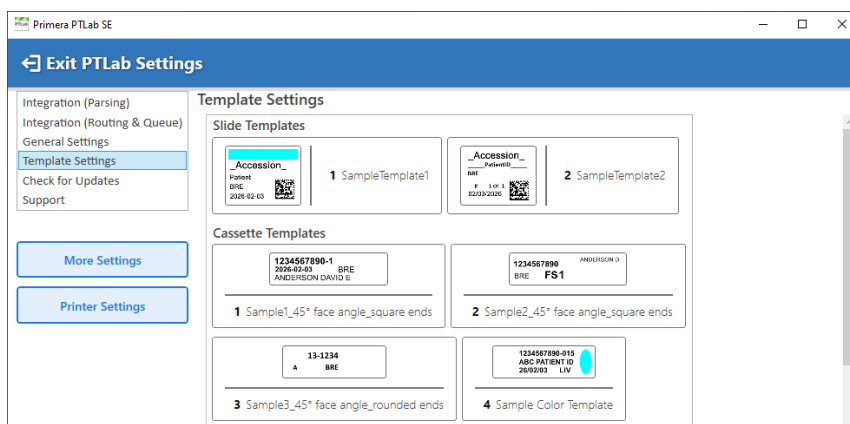 PTLab Primera PTLab SE
Exit PTLab Settings
Integration (Parsing)
Integration (Routing & Queue)
General Settings
Template Settings
Check for Updates
Support
More Settings
Printer Settings
Template Settings
Slide Templates
_Accession_
Patient
BRE
2026-02-03
1 SampleTemplate1
_Accession_
___PatientID___
BRE
# 1 of 1
02/03/2026
2 SampleTemplate2
Cassette Templates
1234567890-1
2026-02-03 BRE
ANDERSON DAVID E
1 Sample1_45° face angle_square ends
1234567890 ANDERSON D
BRE FS1
2 Sample2_45° face angle_square ends
13-1234
A BRE
3 Sample3_45° face angle_rounded ends
1234567890-015
ABC PATIENT ID
26/02/03 LIV
4 Sample Color Template